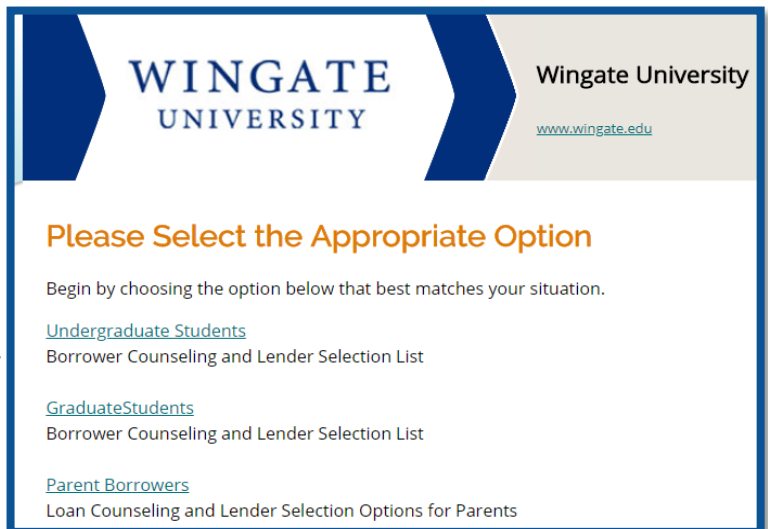 WINGATE
UNIVERSITY
Wingate University
www.wingate.edu
Please Select the Appropriate Option
Begin by choosing the option below that best matches your situation.
Undergraduate Students
Borrower Counseling and Lender Selection List
GraduateStudents
Borrower Counseling and Lender Selection List
Parent Borrowers
Loan Counseling and Lender Selection Options for Parents